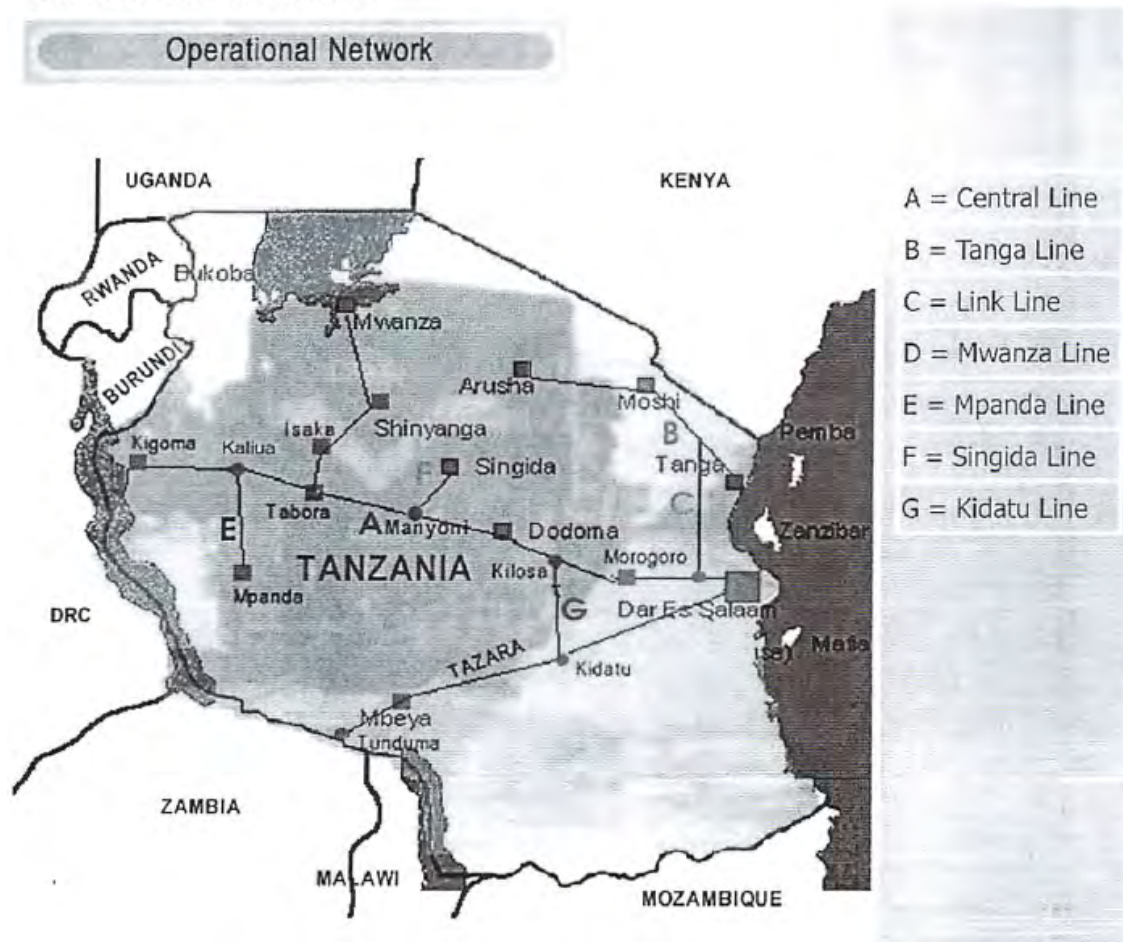 Operational Network
UGANDA
KENYA
RWANDA
Bukoba
BURUNDI
Mwanza
Arusha
Moshi
Isaka
Shinyanga
B
Pemba
Kigoma
Kaliua
F
Singida
Tanga
C
Tabora
A
Manyoni
Dodoma
Zanzibar
E
TANZANIA
Kilosa
Morogoro
Mpanda
G
Dar Es Salaam
DRC
TAZARA
Kidatu
Mafia
Mbeya
Tunduma
ZAMBIA
MALAWI
MOZAMBIQUE
A = Central Line
B = Tanga Line
C = Link Line
D = Mwanza Line
E = Mpanda Line
F = Singida Line
G = Kidatu Line